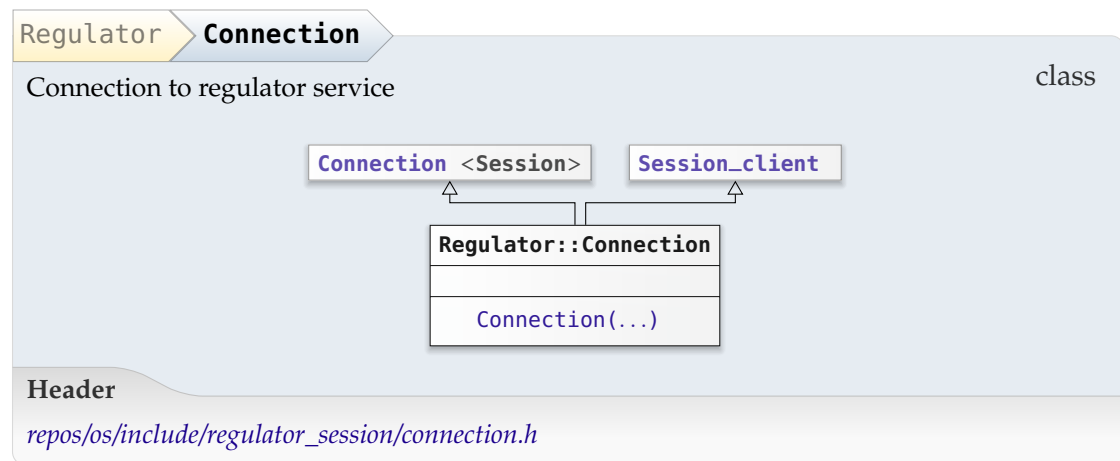 Regulator Connection
class
Connection to regulator service
Connection <Session> Session_client
Regulator::Connection
Connection(...)
Header
repos/os/include/regulator_session/connection.h